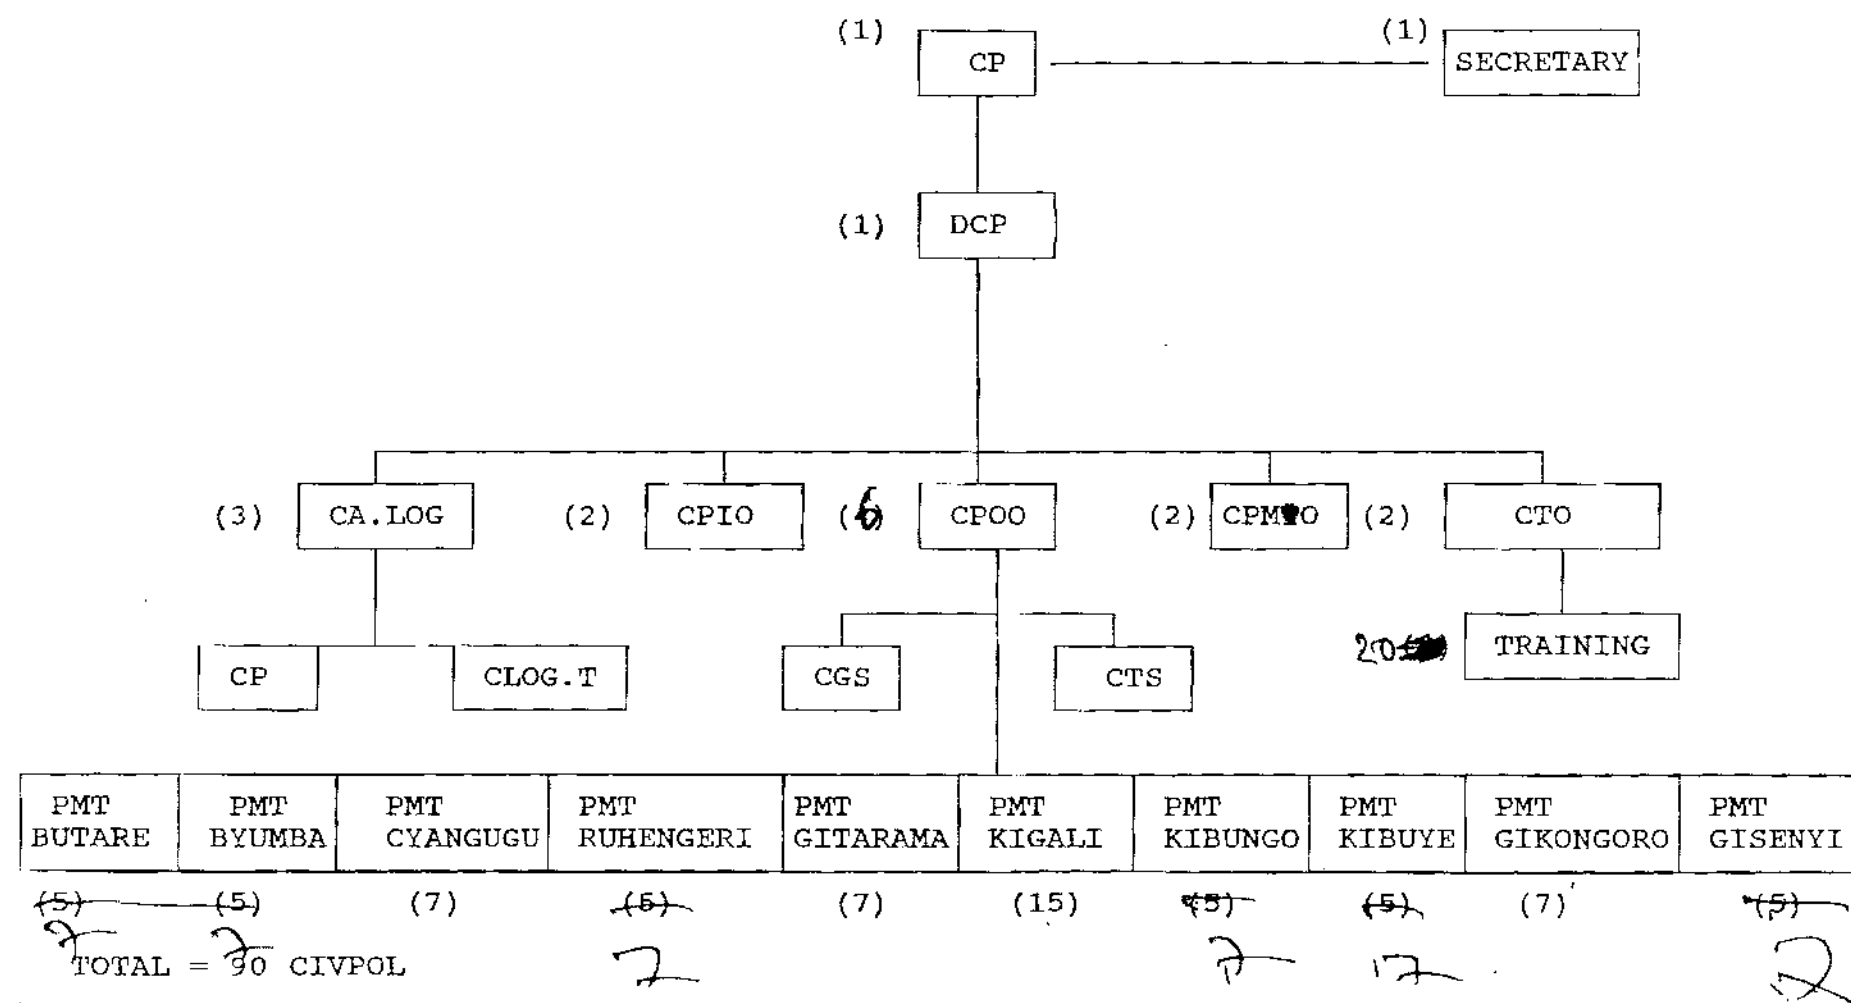 (1) CP (1) SECRETARY
(1) DCP
(3) CA.LOG (2) CPIO (6) CPOO (2) CPM O (2) CTO
20 TRAINING
CP CLOG.T CGS CTS
PMT PMT PMT PMT PMT PMT PMT PMT PMT PMT
BUTARE BYUMBA CYANGUGU RUHENGERI GITARAMA KIGALI KIBUNGO KIBUYE GIKONGORO GISENYI
(5) (5) (7) (5) (7) (15) (5) (5) (7) (5)
7 7 7 7 7 7
TOTAL = 90 CIVPOL